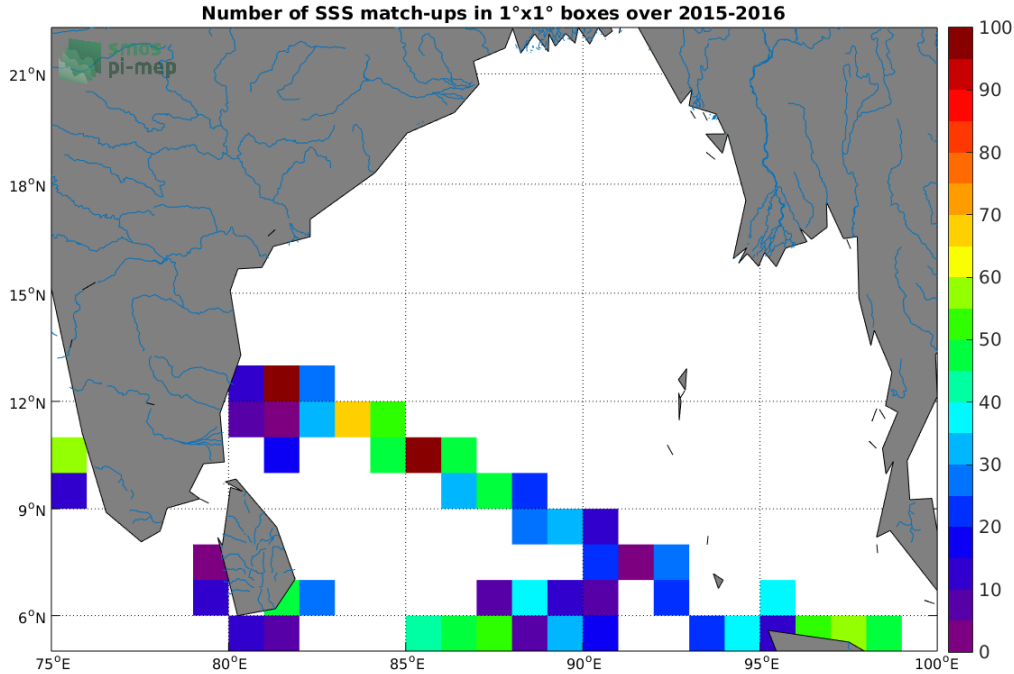 Number of SSS match-ups in 1°x1° boxes over 2015-2016
smos
pi-mep
21°N
18°N
15°N
12°N
9°N
6°N
75°E
80°E
85°E
90°E
95°E
100°E
100
90
80
70
60
50
40
30
20
10
0